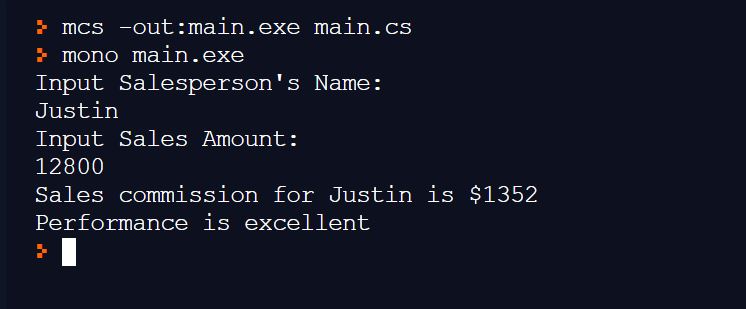 mcs -out:main.exe main.cs
mono main.exe
Input Salesperson's Name:
Justin
Input Sales Amount:
12800
Sales commission for Justin is $1352
Performance is excellent